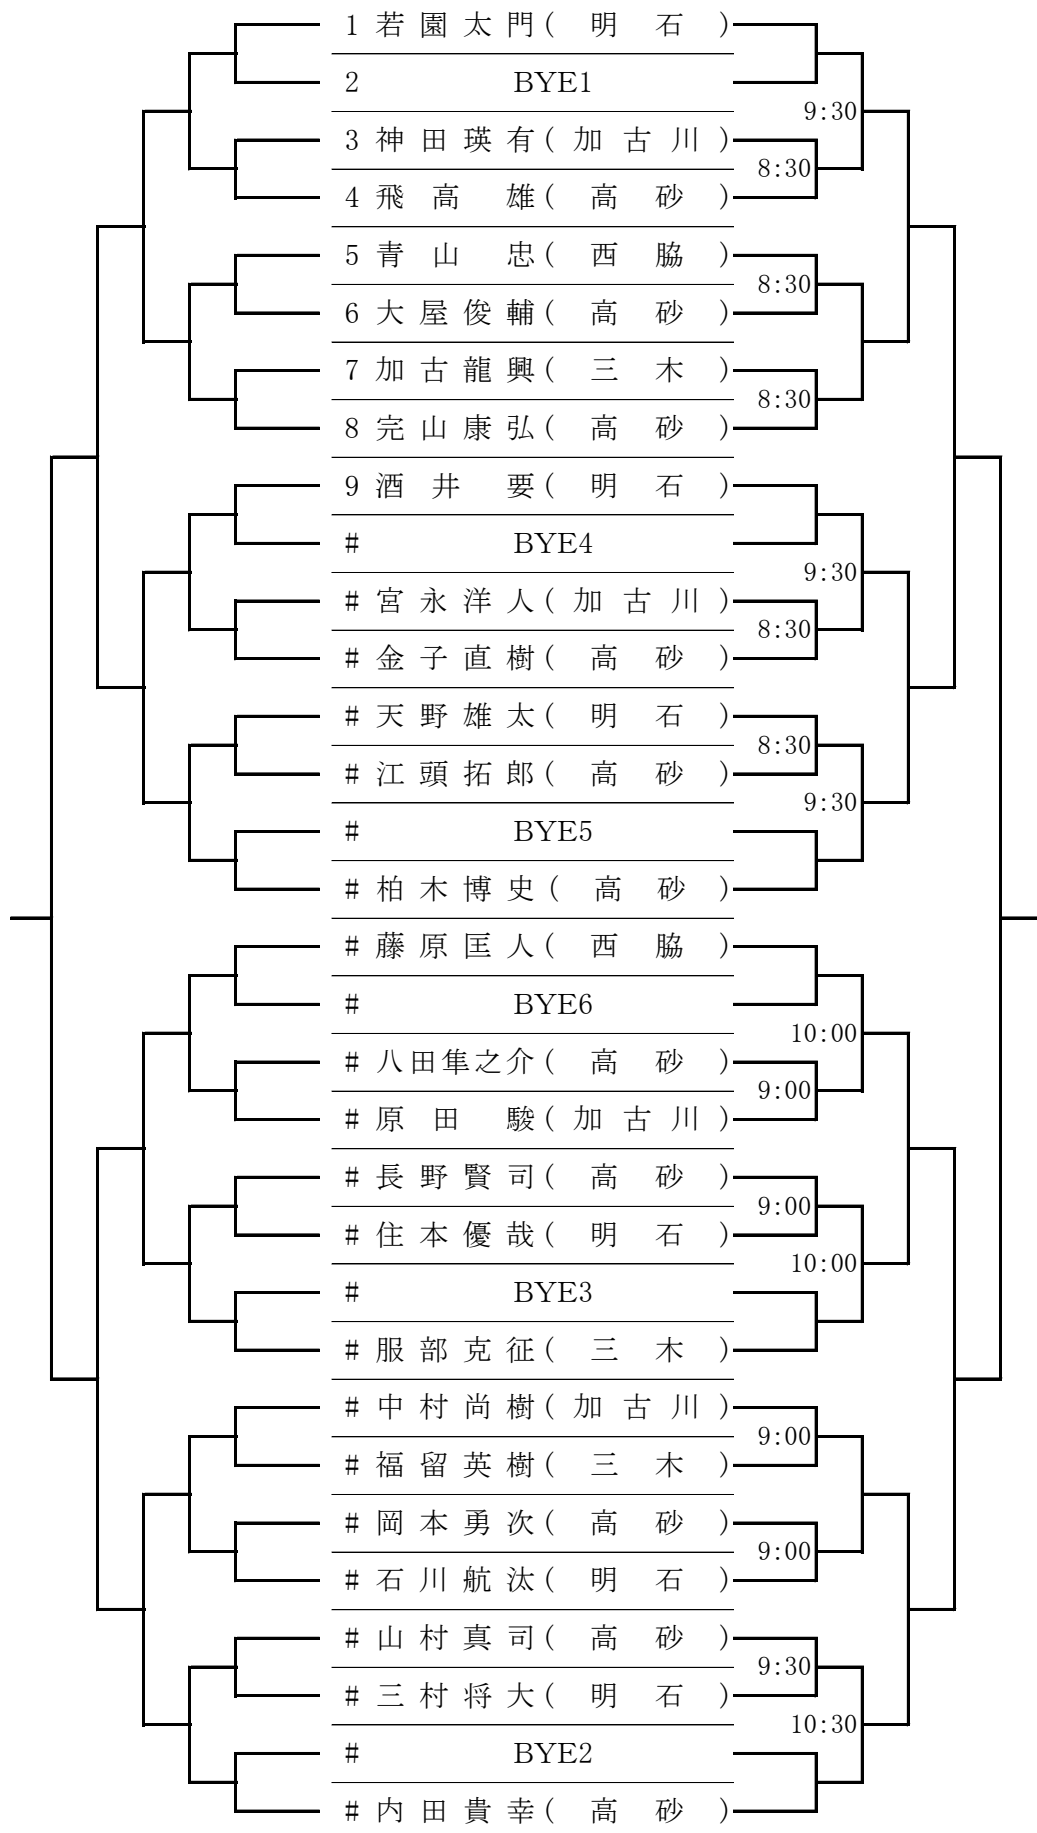 1 若園太門( 明石 )
2 BYE1
9:30
3 神田瑛有( 加古川 )
8:30
4 飛高 雄( 高砂 )
5 青山 忠( 西脇 )
8:30
6 大屋俊輔( 高砂 )
7 加古龍興( 三木 )
8:30
8 完山康弘( 高砂 )
9 酒井 要( 明石 )
# BYE4
9:30
# 宮永洋人( 加古川 )
8:30
# 金子直樹( 高砂 )
# 天野雄太( 明石 )
8:30
# 江頭拓郎( 高砂 )
9:30
# BYE5
# 柏木博史( 高砂 )
# 藤原匡人( 西脇 )
# BYE6
10:00
# 八田隼之介( 高砂 )
9:00
# 原田 駿( 加古川 )
# 長野賢司( 高砂 )
9:00
# 住本優哉( 明石 )
10:00
# BYE3
# 服部克征( 三木 )
# 中村尚樹( 加古川 )
9:00
# 福留英樹( 三木 )
# 岡本勇次( 高砂 )
9:00
# 石川航汰( 明石 )
# 山村真司( 高砂 )
9:30
# 三村将大( 明石 )
10:30
# BYE2
# 内田貴幸( 高砂 )